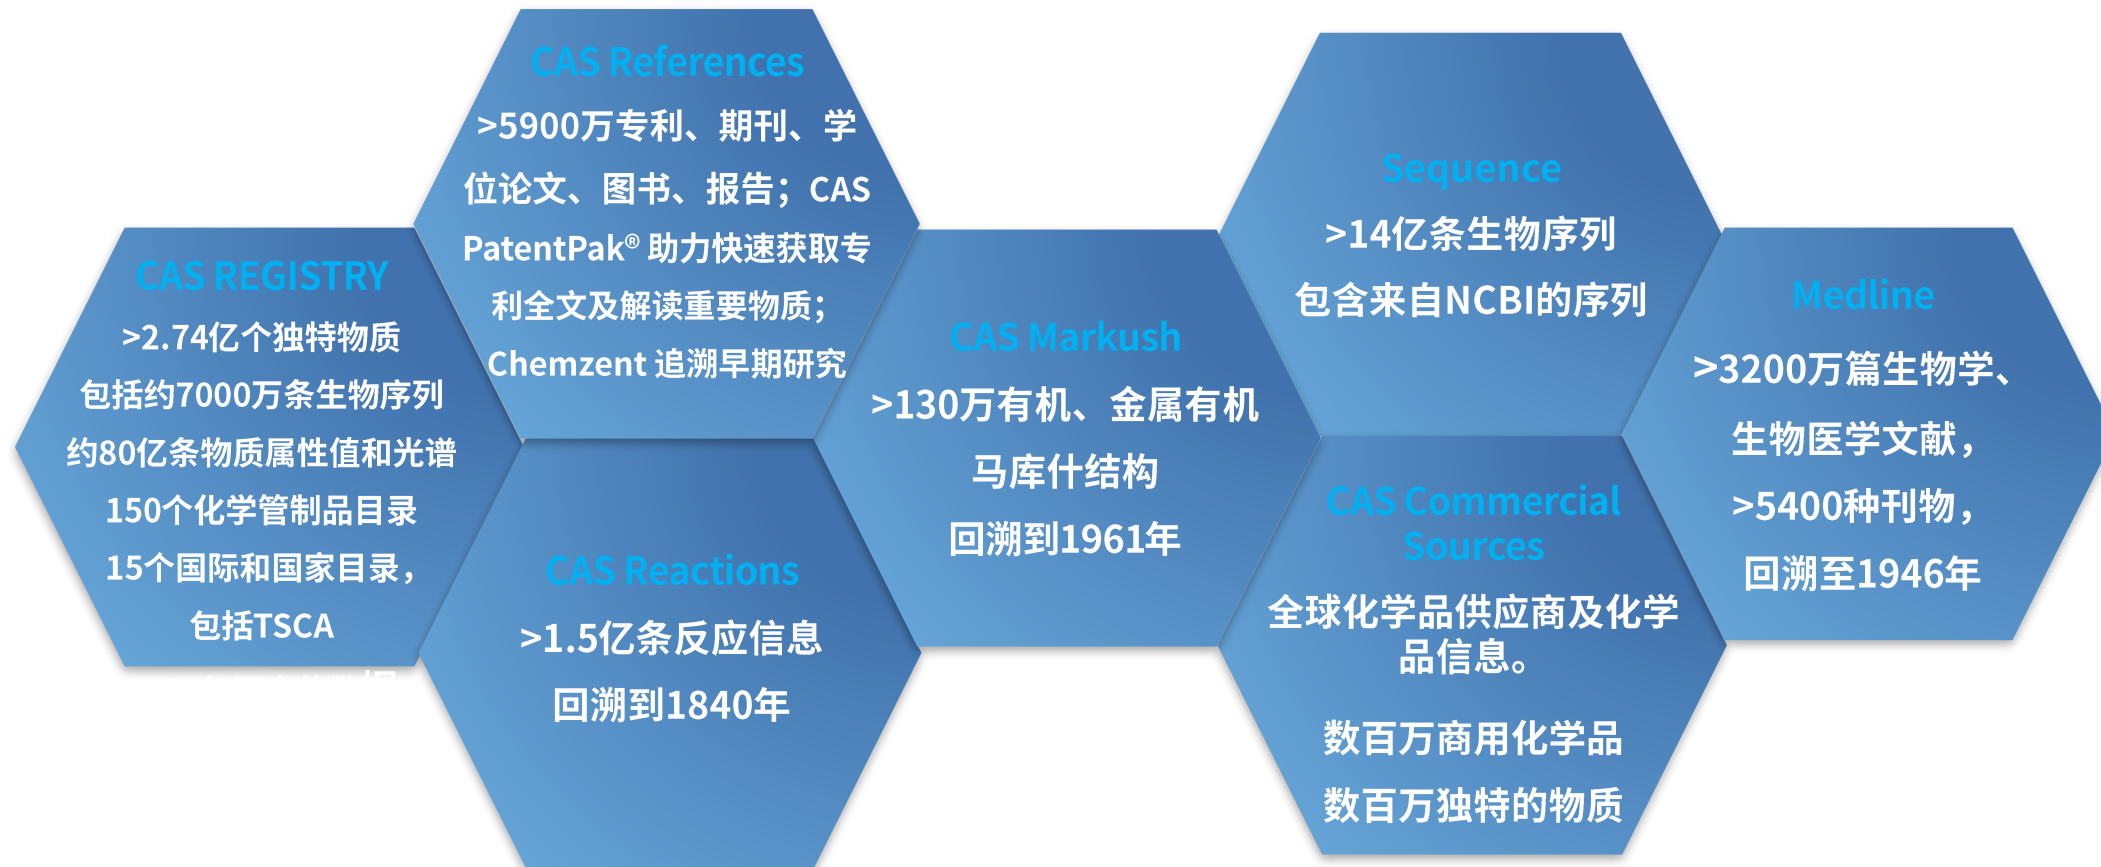 CAS REGISTRY
>2.74亿个独特物质
包括约7000万条生物序列
约80亿条物质属性值和光谱
150个化学管制品目录
15个国际和国家目录，
包括TSCA
CAS References
>5900万专利、期刊、学
位论文、图书、报告；CAS
PatentPak® 助力快速获取专
利全文及解读重要物质；
Chemzent 追溯早期研究
CAS Reactions
>1.5亿条反应信息
回溯到1840年
CAS Markush
>130万有机、金属有机
马库什结构
回溯到1961年
Sequence
>14亿条生物序列
包含来自NCBI的序列
CAS Commercial
Sources
全球化学品供应商及化学
品信息。
数百万商用化学品
数百万独特的物质
Medline
>3200万篇生物学、
生物医学文献，
>5400种刊物，
回溯至1946年